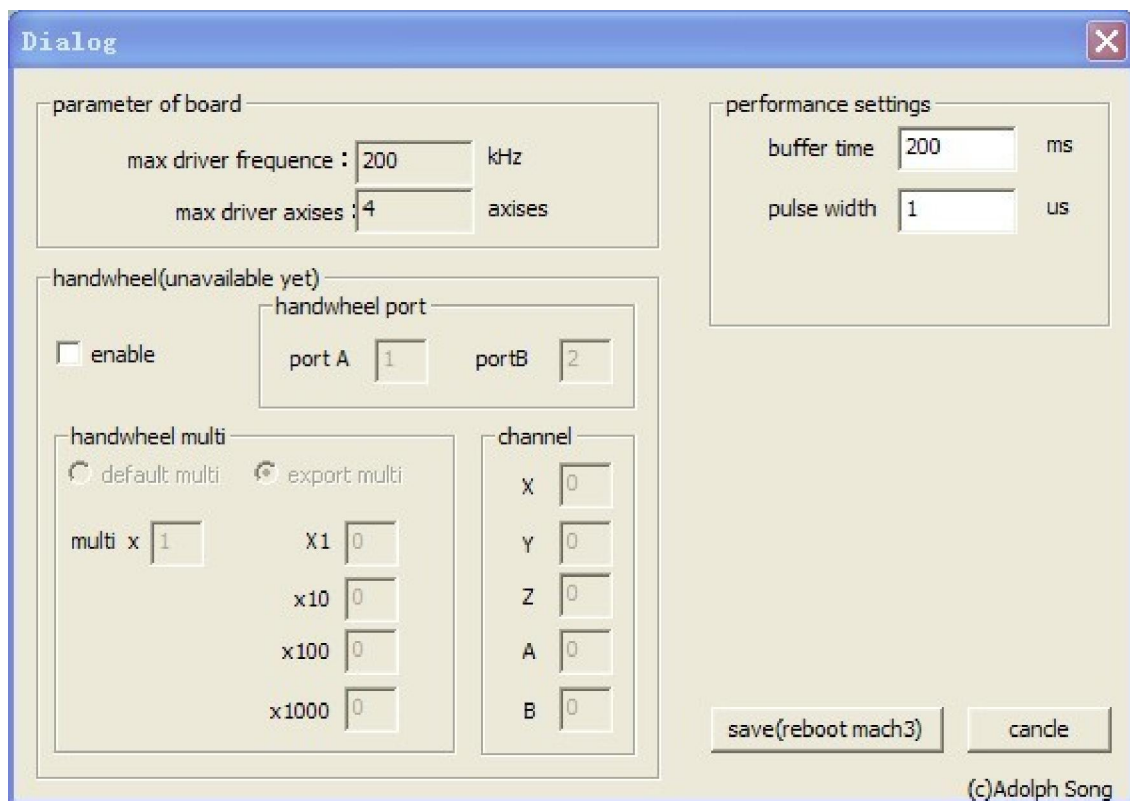 Dialog
parameter of board
max driver frequence : 200 kHz
max driver axises : 4 axises
performance settings
buffer time 200 ms
pulse width 1 us
handwheel(unavailable yet)
enable
handwheel port
port A 1 portB 2
handwheel multi
default multi export multi
multi x 1 X1 0
x10 0
x100 0
x1000 0
channel
X 0
Y 0
Z 0
A 0
B 0
save(reboot mach3) cancle
(c)Adolph Song